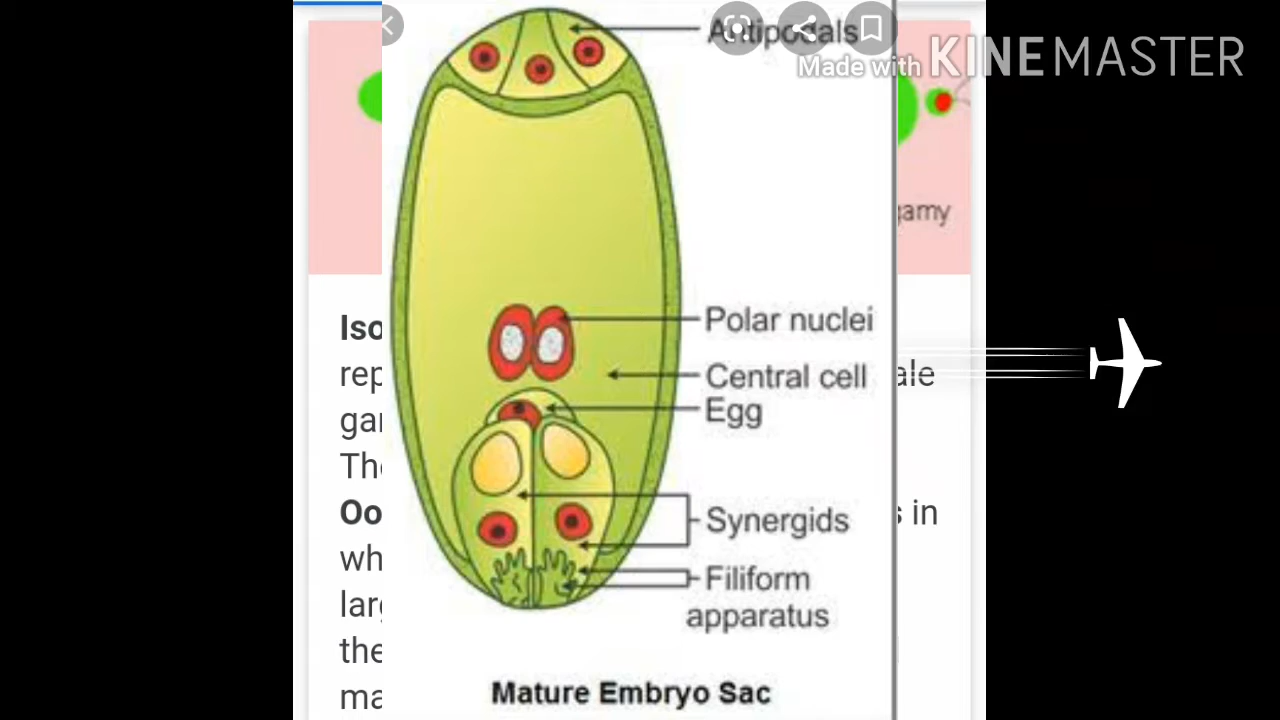 Antipodals
Made with KINEMASTER
gamy
Polar nuclei
Central cell
Egg
Synergids
Filiform
apparatus
Mature Embryo Sac
Iso
rep
ale
gar
The
Oo
s in
wh
larg
the
ma